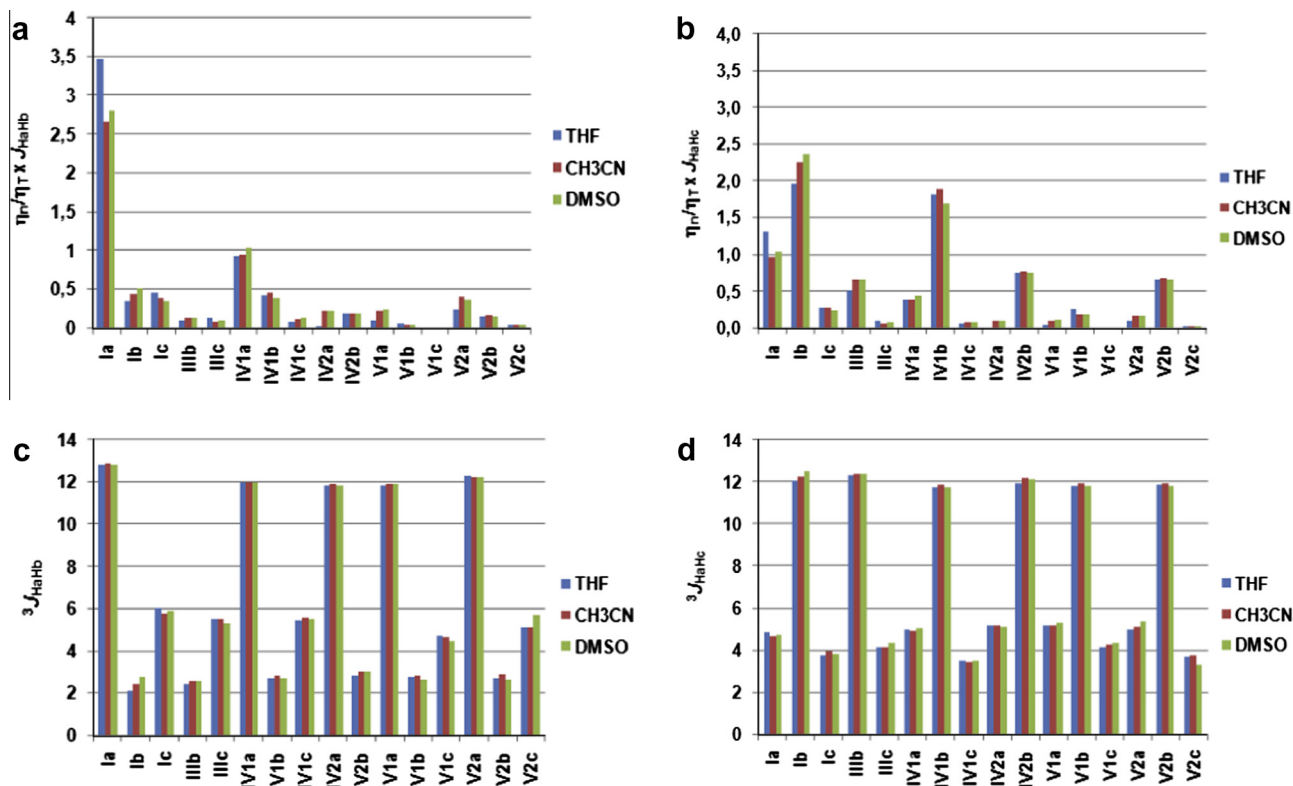 a
4
3,5
3
2,5
2
1,5
1
0,5
0
ηn/ηT x JHaHb
Ia Ib Ic IIIb IIIc IV1a IV1b IV1c IV2a IV2b V1a V1b V1c V2a V2b V2c
THF
CH3CN
DMSO
b
4,0
3,5
3,0
2,5
2,0
1,5
1,0
0,5
0,0
ηn/ηT x JHaHc
Ia Ib Ic IIIb IIIc IV1a IV1b IV1c IV2a IV2b V1a V1b V1c V2a V2b V2c
THF
CH3CN
DMSO
c
14
12
10
8
6
4
2
0
3JHaHb
Ia Ib Ic IIIb IIIc IV1a IV1b IV1c V2a V2b V1a V1b V1c V2a V2b V2c
THF
CH3CN
DMSO
d
14
12
10
8
6
4
2
0
3JHaHc
Ia Ib Ic IIIb IIIc IV1a IV1b IV1c IV2a IV2b V1a V1b V1c V2a V2b V2c
THF
CH3CN
DMSO